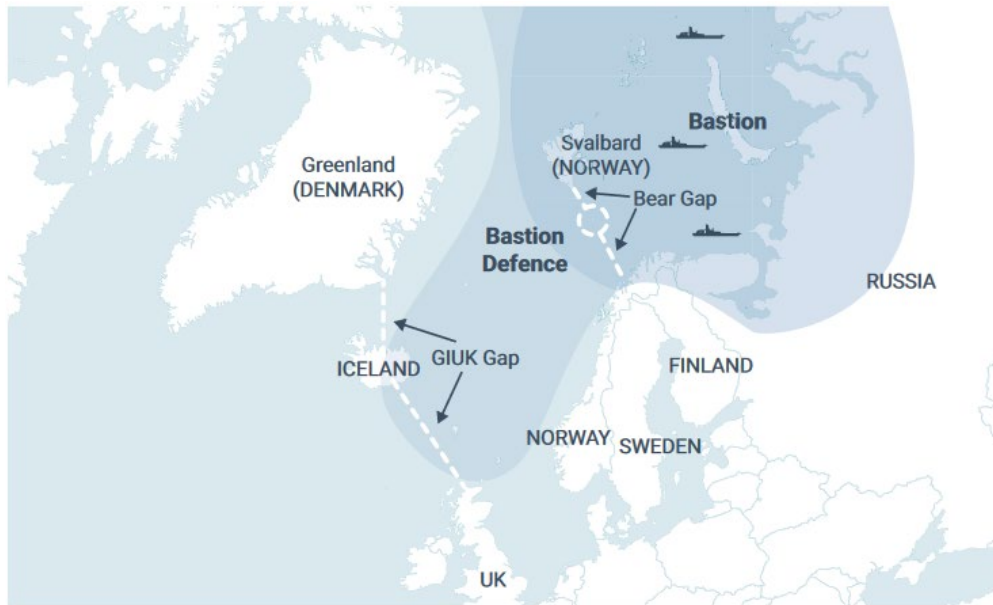 Bastion
Svalbard
(NORWAY)
Greenland
(DENMARK)
Bear Gap
Bastion
Defence
RUSSIA
GIUK Gap
ICELAND
FINLAND
NORWAY
SWEDEN
UK